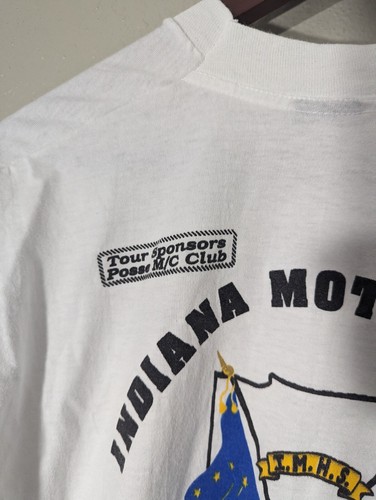 Tour Sponsors
Posse M/C Club
INDIANA MOT
I.M.H.S.